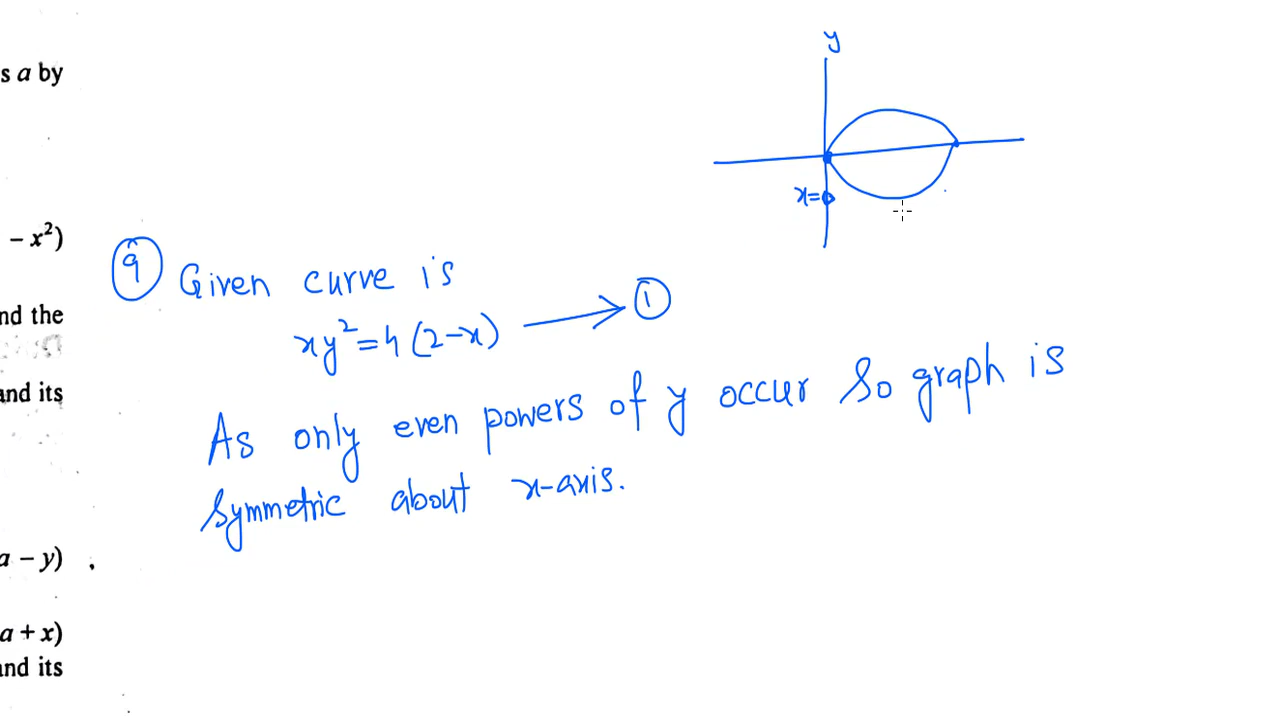 y
s a by
x=0
– x²)
9 Given curve is
nd the
xy²=4(2-x) → 1
and its
As only even powers of y occur So graph is
symmetric about x-axis.
a – y)
a + x)
and its